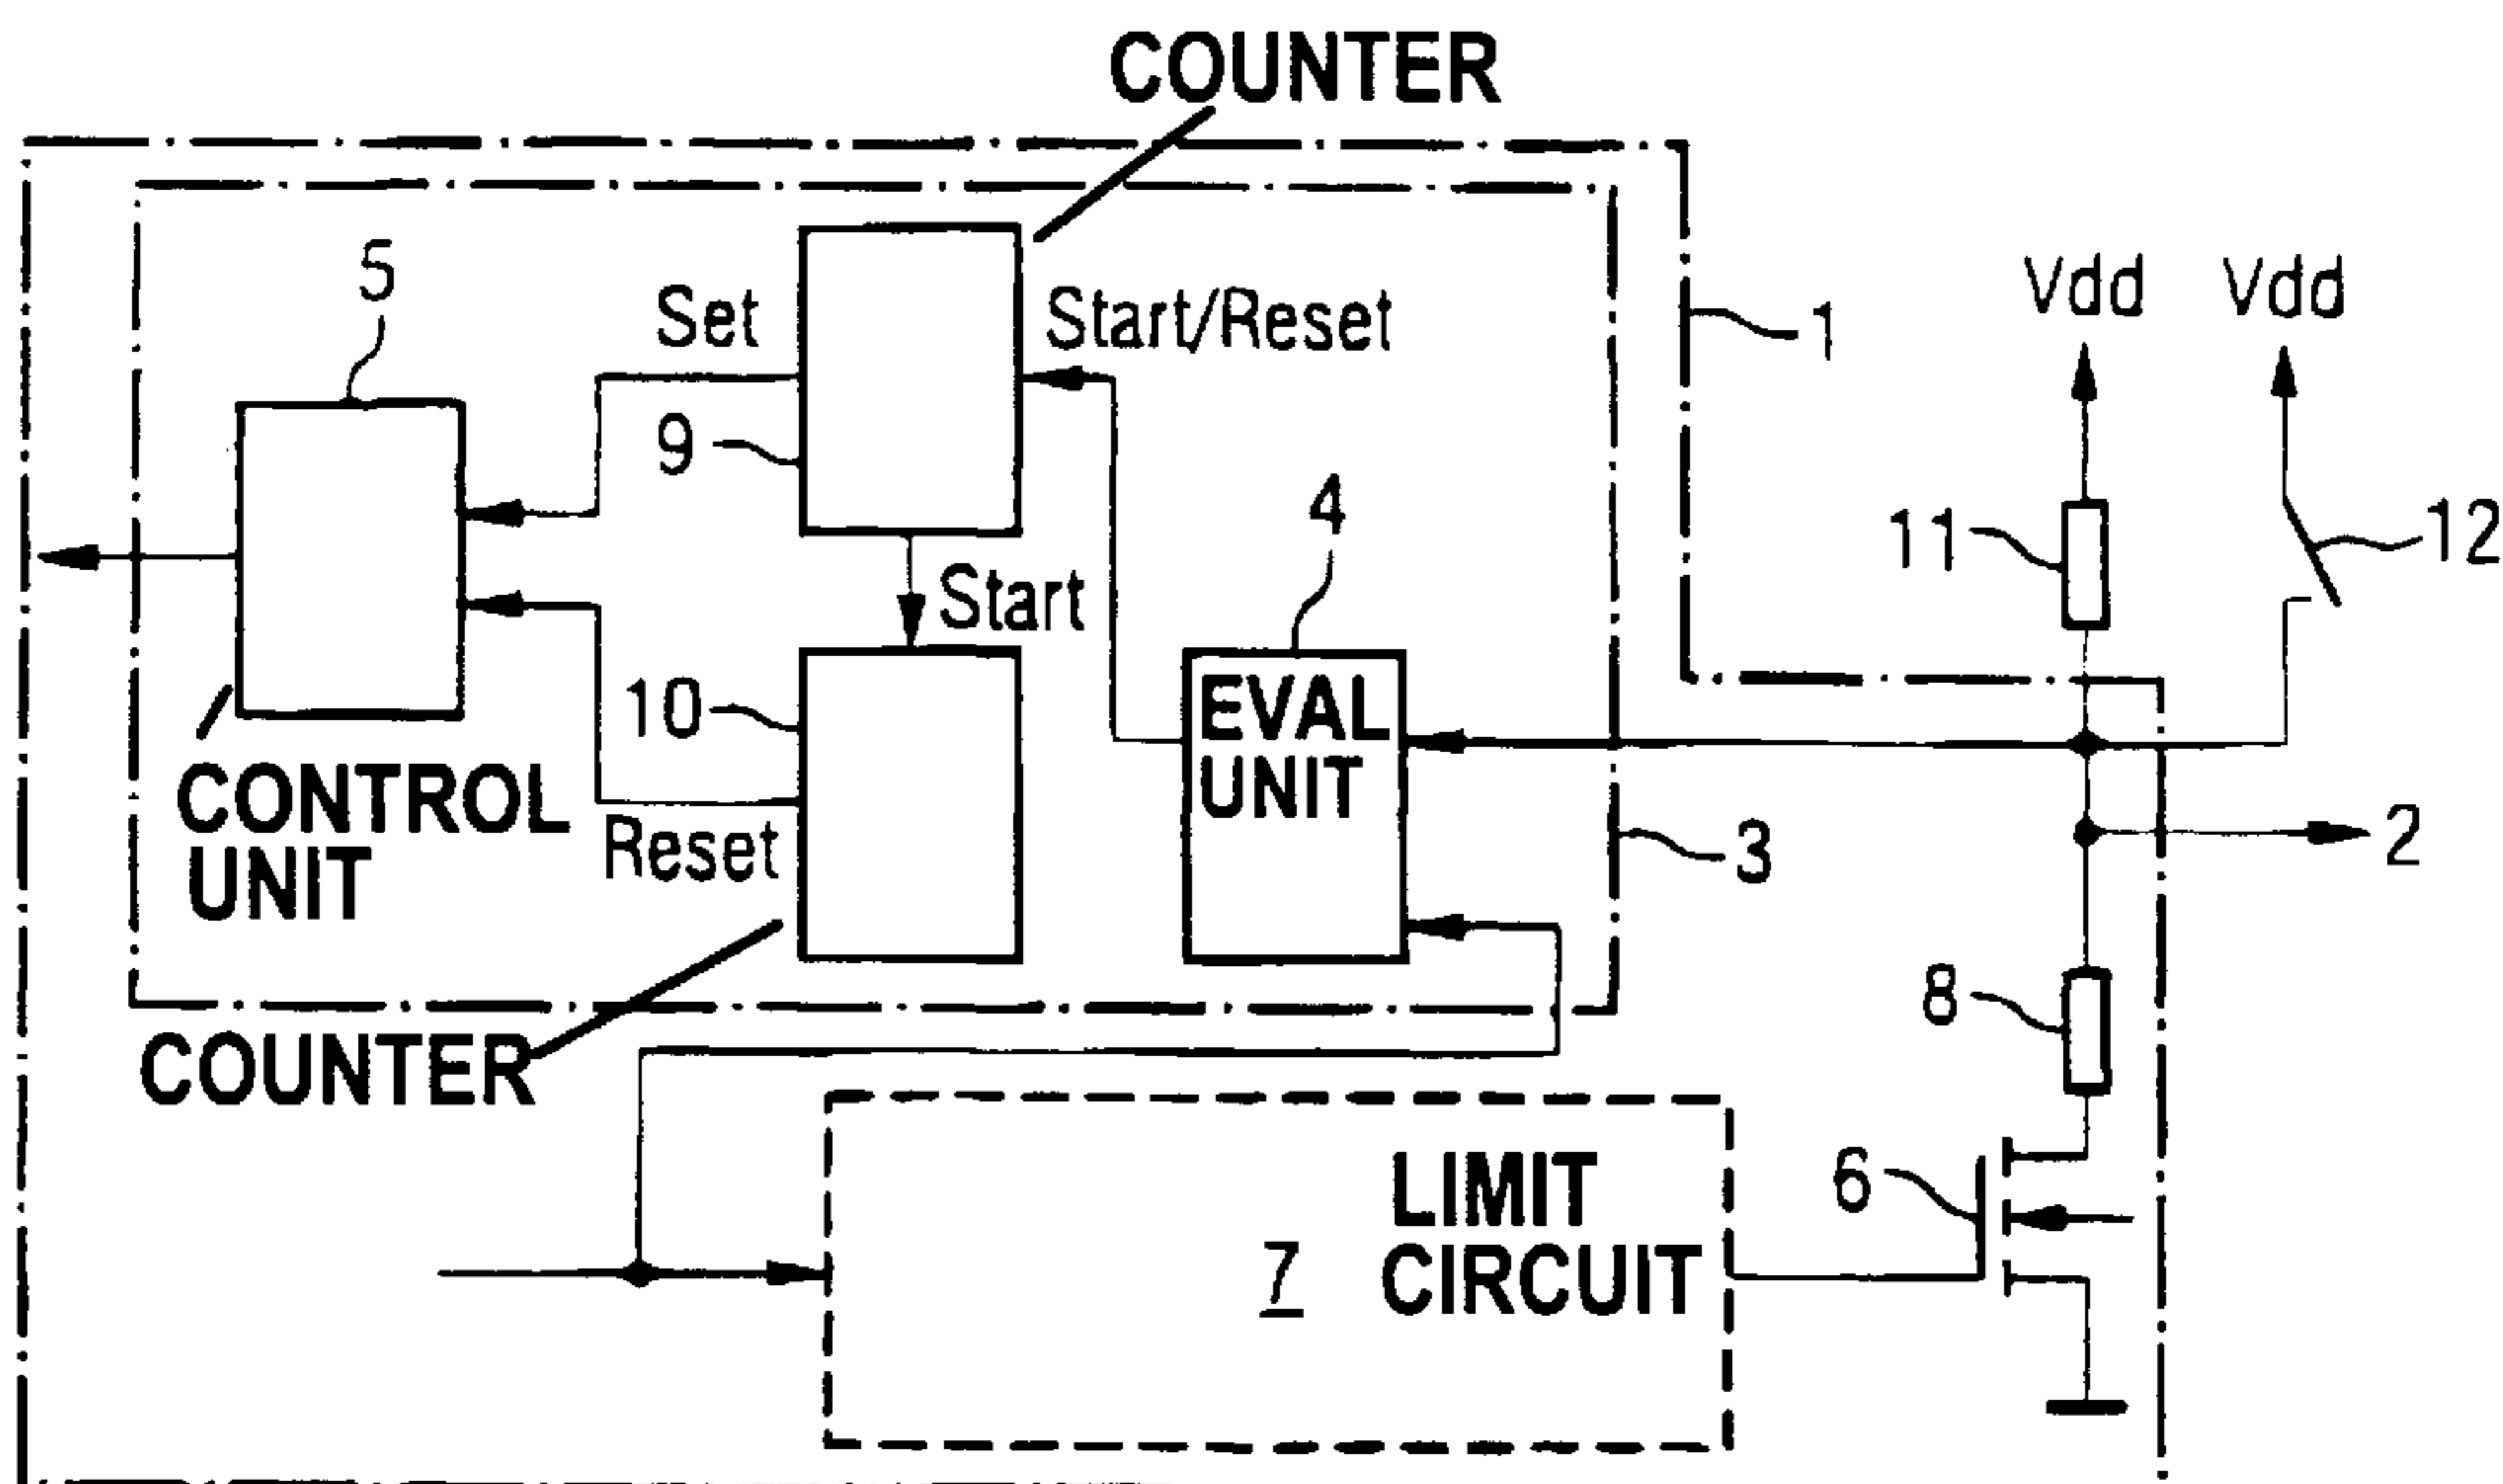 COUNTER
5
Set
Start/Reset
1
Vdd
Vdd
9
4
11
12
Start
10
EVAL
UNIT
CONTROL
UNIT
Reset
3
2
8
COUNTER
6
LIMIT
CIRCUIT
7